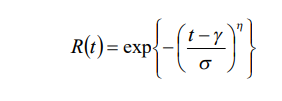 R(t) = exp{-((t-γ)/σ)^η}